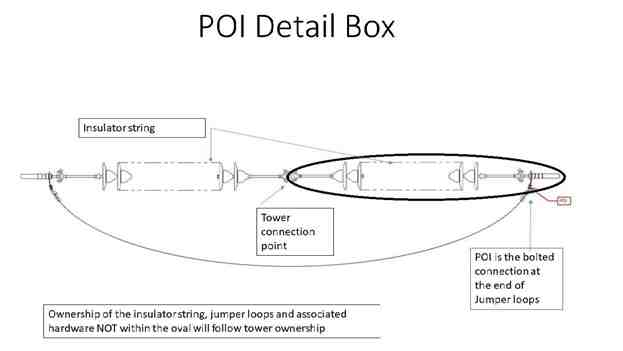 POI Detail Box
Insulator string
Tower
connection
point
POI
POI is the bolted
connection at
the end of
Jumper loops
Ownership of the insulator string, jumper loops and associated
hardware NOT within the oval will follow tower ownership